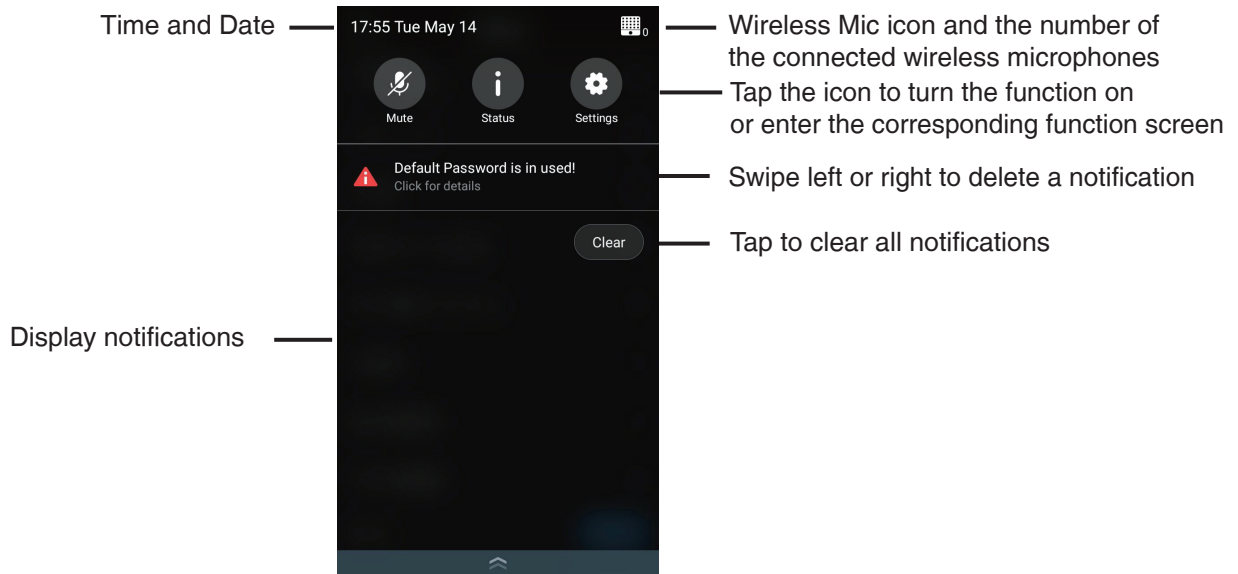 Time and Date
17:55 Tue May 14
0
Wireless Mic icon and the number of
the connected wireless microphones
Mute
Status
Settings
Tap the icon to turn the function on
or enter the corresponding function screen
Default Password is in used!
Click for details
Swipe left or right to delete a notification
Clear
Tap to clear all notifications
Display notifications